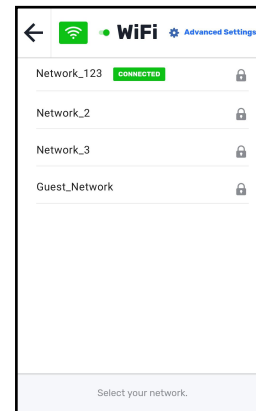 WiFi Advanced Settings
Network_123 CONNECTED
Network_2
Network_3
Guest_Network
Select your network.